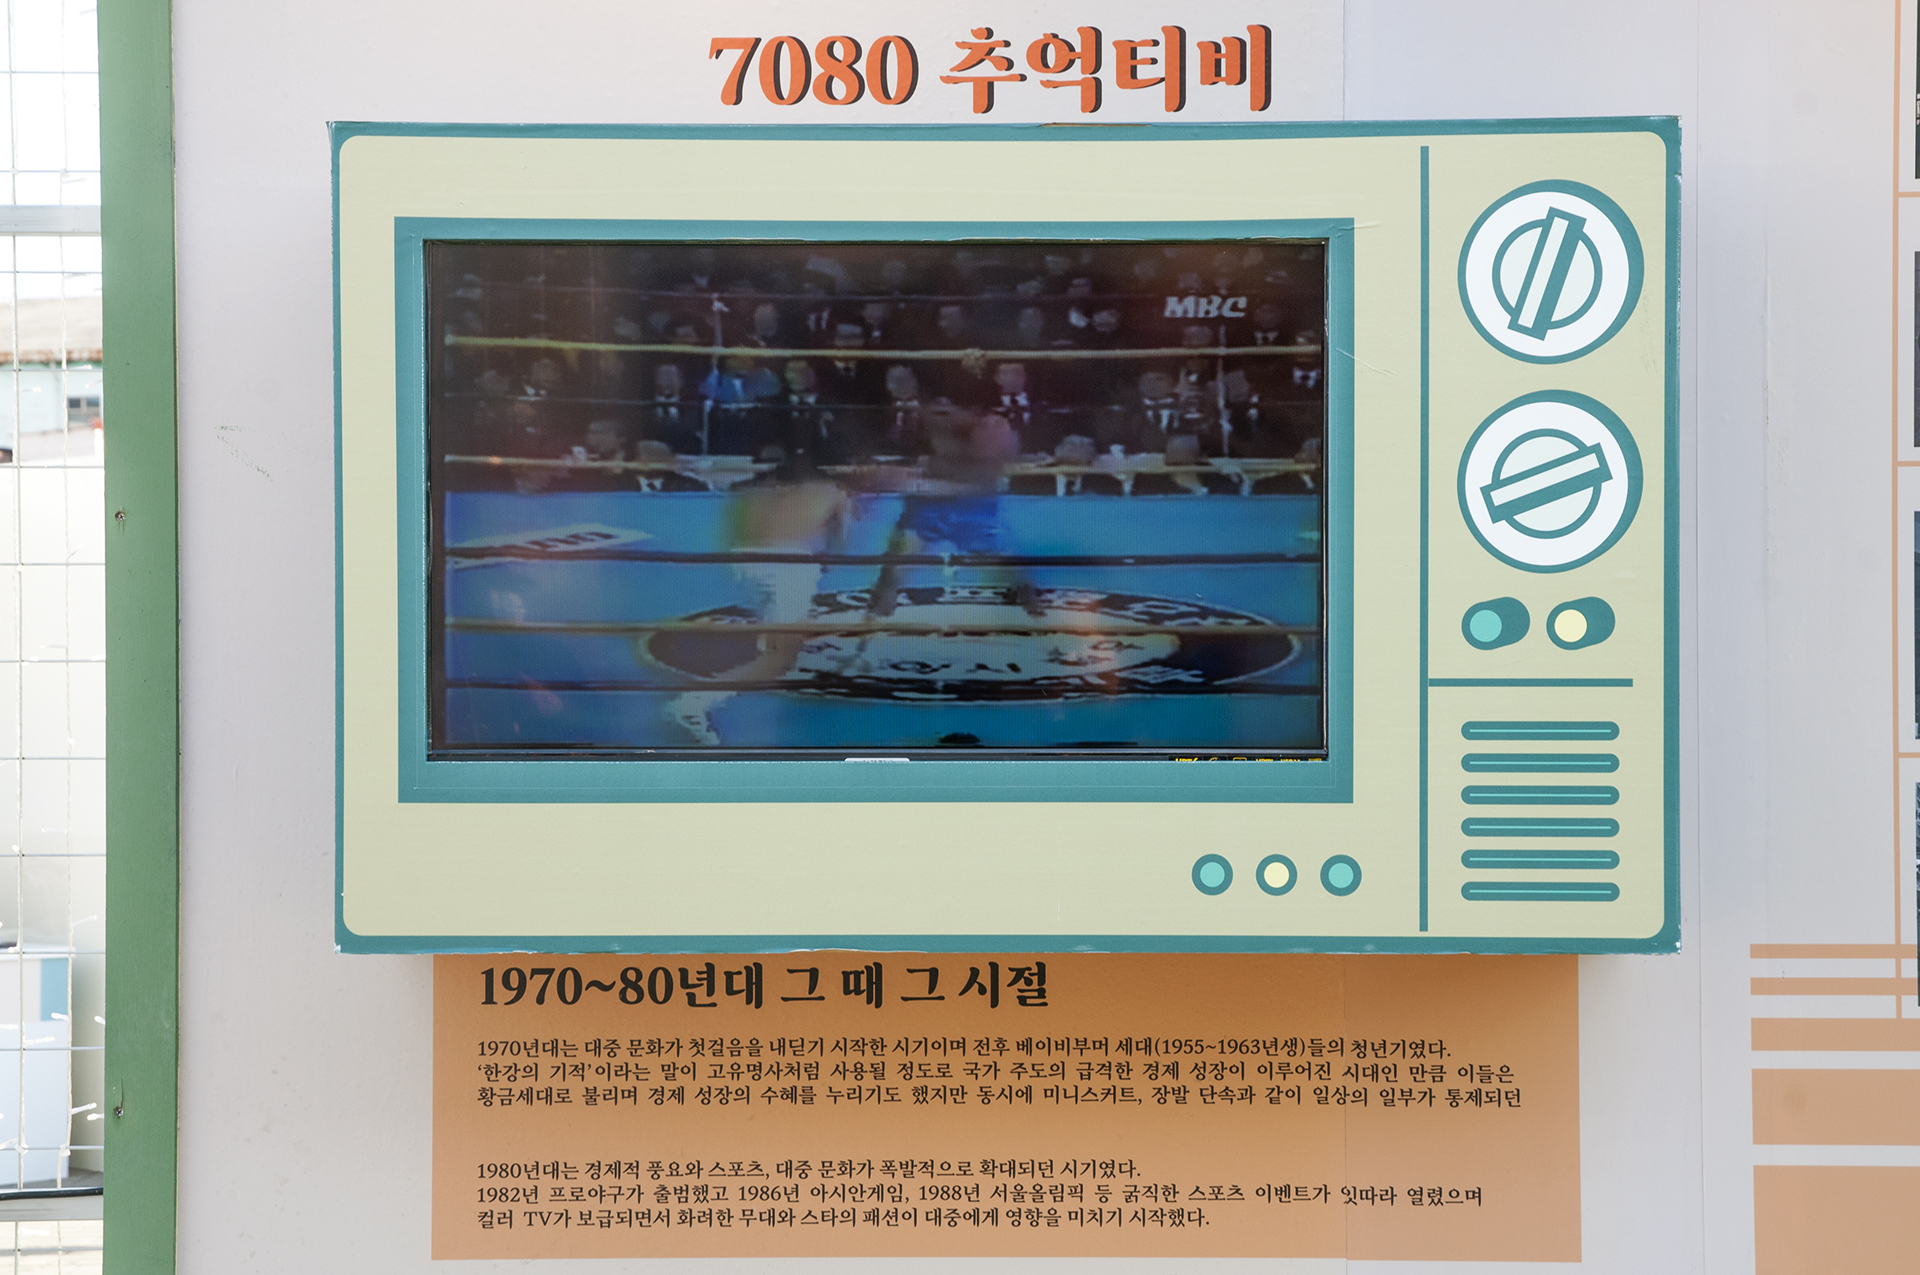 7080 추억티비
MBC
1970~80년대 그 때 그 시절
1970년대는 대중 문화가 첫걸음을 내딛기 시작한 시기이며 전후 베이비부머 세대(1955~1963년생)들의 청년기였다.
‘한강의 기적’이라는 말이 고유명사처럼 사용될 정도로 국가 주도의 급격한 경제 성장이 이루어진 시대인 만큼 이들은
황금세대로 불리며 경제 성장의 수혜를 누리기도 했지만 동시에 미니스커트, 장발 단속과 같이 일상의 일부가 통제되던
1980년대는 경제적 풍요와 스포츠, 대중 문화가 폭발적으로 확대되던 시기였다.
1982년 프로야구가 출범했고 1986년 아시안게임, 1988년 서울올림픽 등 굵직한 스포츠 이벤트가 잇따라 열렸으며
컬러 TV가 보급되면서 화려한 무대와 스타의 패션이 대중에게 영향을 미치기 시작했다.